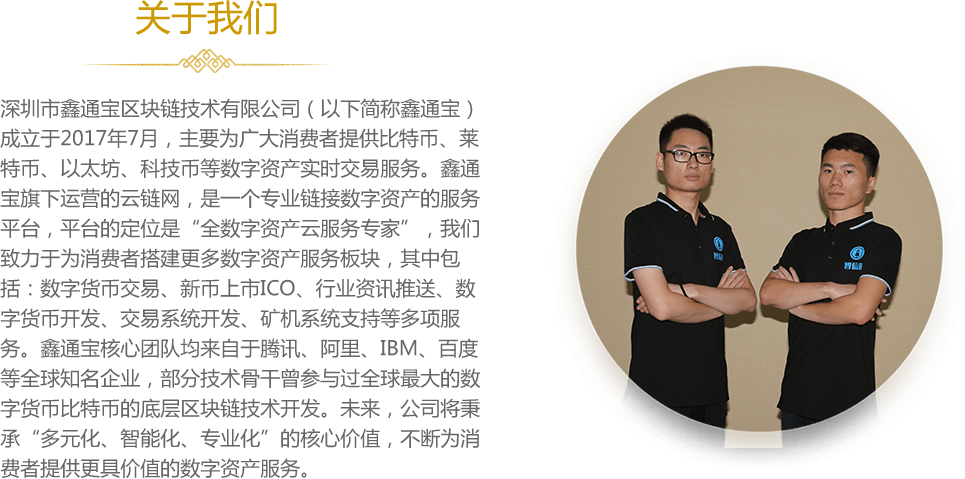 关于我们
深圳市鑫通宝区块链技术有限公司（以下简称鑫通宝）
成立于2017年7月，主要为广大消费者提供比特币、莱
特币、以太坊、科技币等数字资产实时交易服务。鑫通
宝旗下运营的云链网，是一个专业链接数字资产的服务
平台，平台的定位是“全数字资产云服务专家”，我们
致力于为消费者搭建更多数字资产服务板块，其中包
括：数字货币交易、新币上市ICO、行业资讯推送、数
字货币开发、交易系统开发、矿机系统支持等多项服
务。鑫通宝核心团队均来自于腾讯、阿里、IBM、百度
等全球知名企业，部分技术骨干曾参与过全球最大的数
字货币比特币的底层区块链技术开发。未来，公司将秉
承“多元化、智能化、专业化”的核心价值，不断为消
费者提供更具价值的数字资产服务。